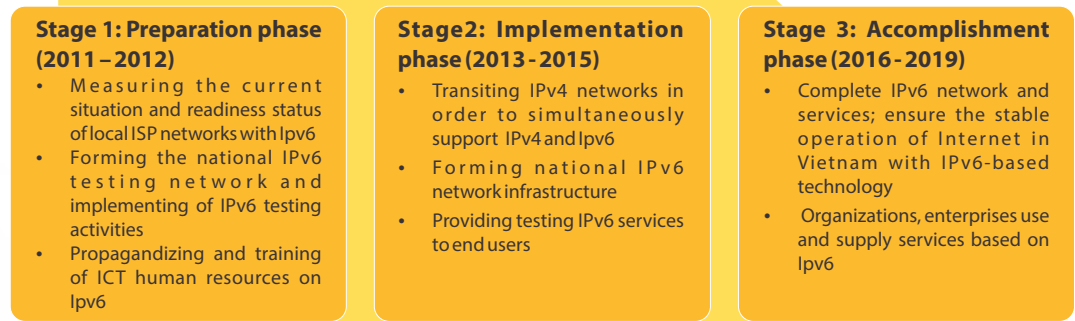 Stage 1: Preparation phase
(2011 – 2012)
• Measuring the current
situation and readiness status
of local ISP networks with Ipv6
• Forming the national IPv6
testing network and
implementing of IPv6 testing
activities
• Propagandizing and training
of ICT human resources on
Ipv6
Stage2: Implementation
phase (2013 - 2015)
• Transiting IPv4 networks in
order to simultaneously
support IPv4 and Ipv6
• Forming national IPv6
network infrastructure
• Providing testing IPv6 services
to end users
Stage 3: Accomplishment
phase (2016 - 2019)
• Complete IPv6 network and
services; ensure the stable
operation of Internet in
Vietnam with IPv6-based
technology
• Organizations, enterprises use
and supply services based on
Ipv6